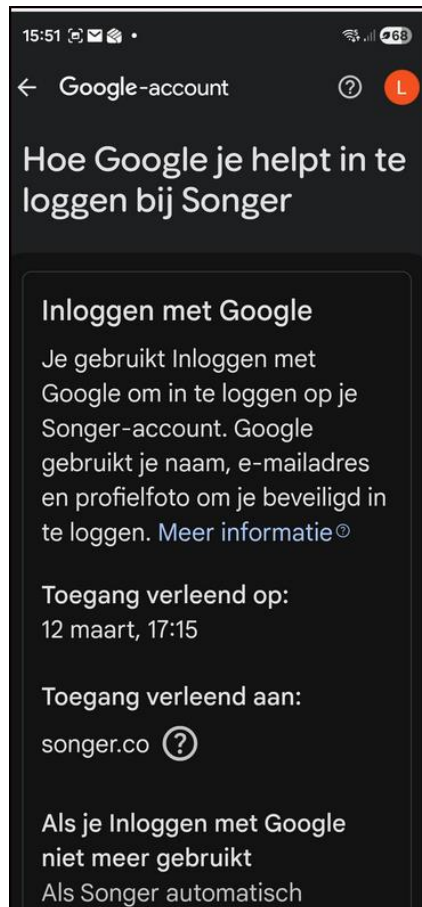 15:51
68
Google-account
L
Hoe Google je helpt in te
loggen bij Songer
Inloggen met Google
Je gebruikt Inloggen met
Google om in te loggen op je
Songer-account. Google
gebruikt je naam, e-mailadres
en profielfoto om je beveiligd in
te loggen. Meer informatie
Toegang verleend op:
12 maart, 17:15
Toegang verleend aan:
songer.co
Als je Inloggen met Google
niet meer gebruikt
Als Songer automatisch